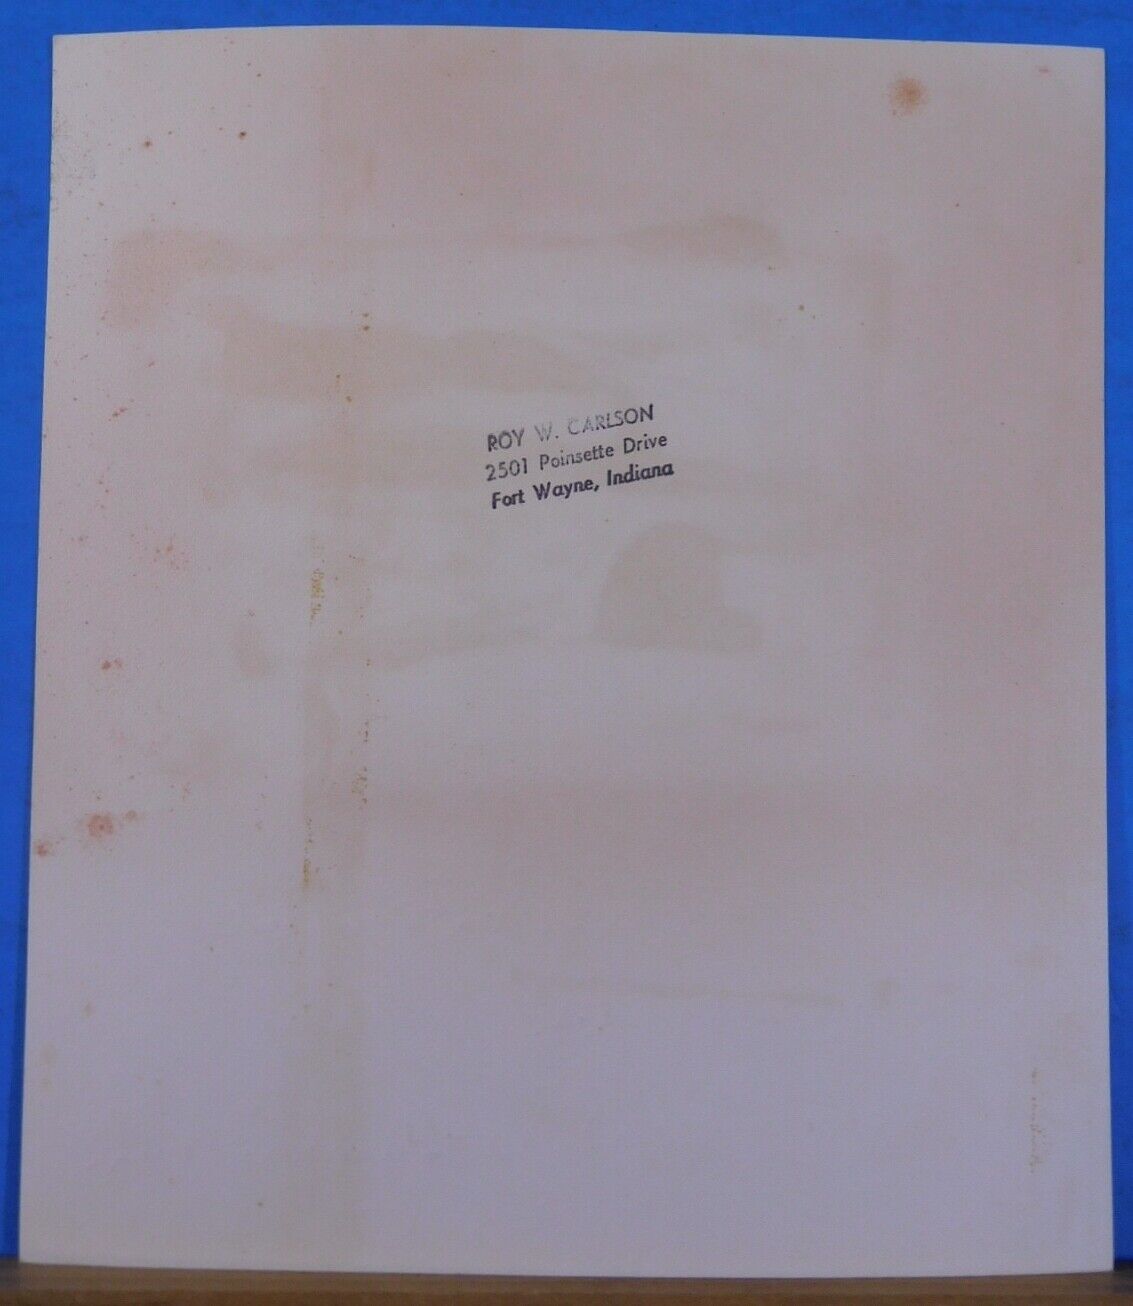 ROY W. CARLSON
2501 Poinsette Drive
Fort Wayne, Indiana